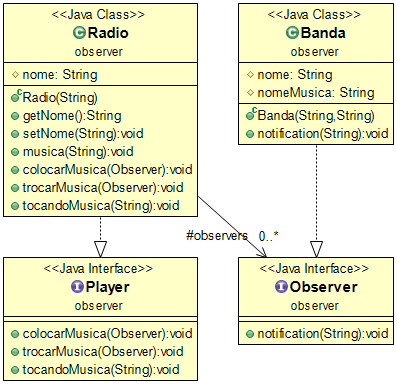 <<Java Class>>
Radio
observer
nome: String
Radio(String)
getNome():String
setNome(String):void
musica(String):void
colocarMusica(Observer):void
trocarMusica(Observer):void
tocandoMusica(String):void
<<Java Class>>
Banda
observer
nome: String
nomeMusica: String
Banda(String,String)
notification(String):void
#observers 0..*
<<Java Interface>>
Player
observer
colocarMusica(Observer):void
trocarMusica(Observer):void
tocandoMusica(String):void
<<Java Interface>>
Observer
observer
notification(String):void